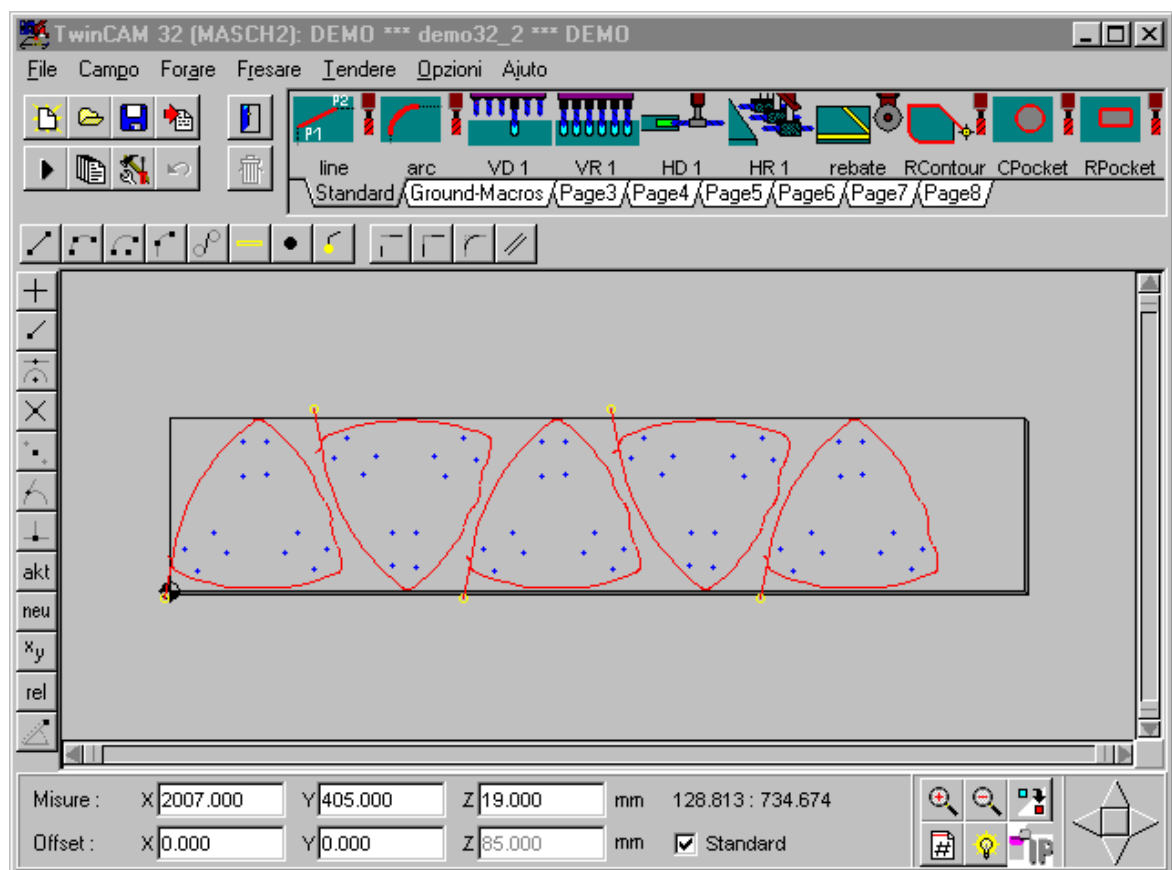 TwinCAM 32 (MASCH2): DEMO *** demo32_2 *** DEMO
File Campo Forare Fresare Tendere Opzioni Ajuto
P2
P1
line arc VD 1 VR 1 HD 1 HR 1 rebate RContour CPocket RPocket
Standard Ground-Macros Page3 Page4 Page5 Page6 Page7 Page8
akt
neu
xy
rel
Misure : X 2007.000 Y 405.000 Z 19.000 mm 128.813 : 734.674
Offset : X 0.000 Y 0.000 Z 85.000 mm Standard
#